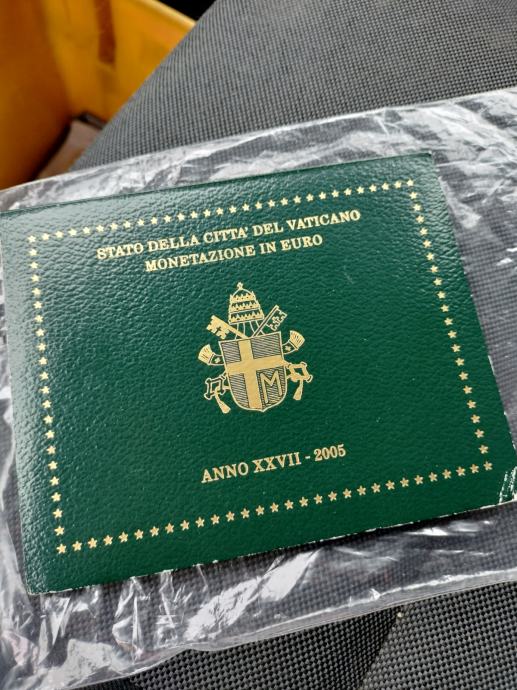 STATO DELLA CITTA' DEL VATICANO
MONETAZIONE IN EURO
M
ANNO XXVII - 2005